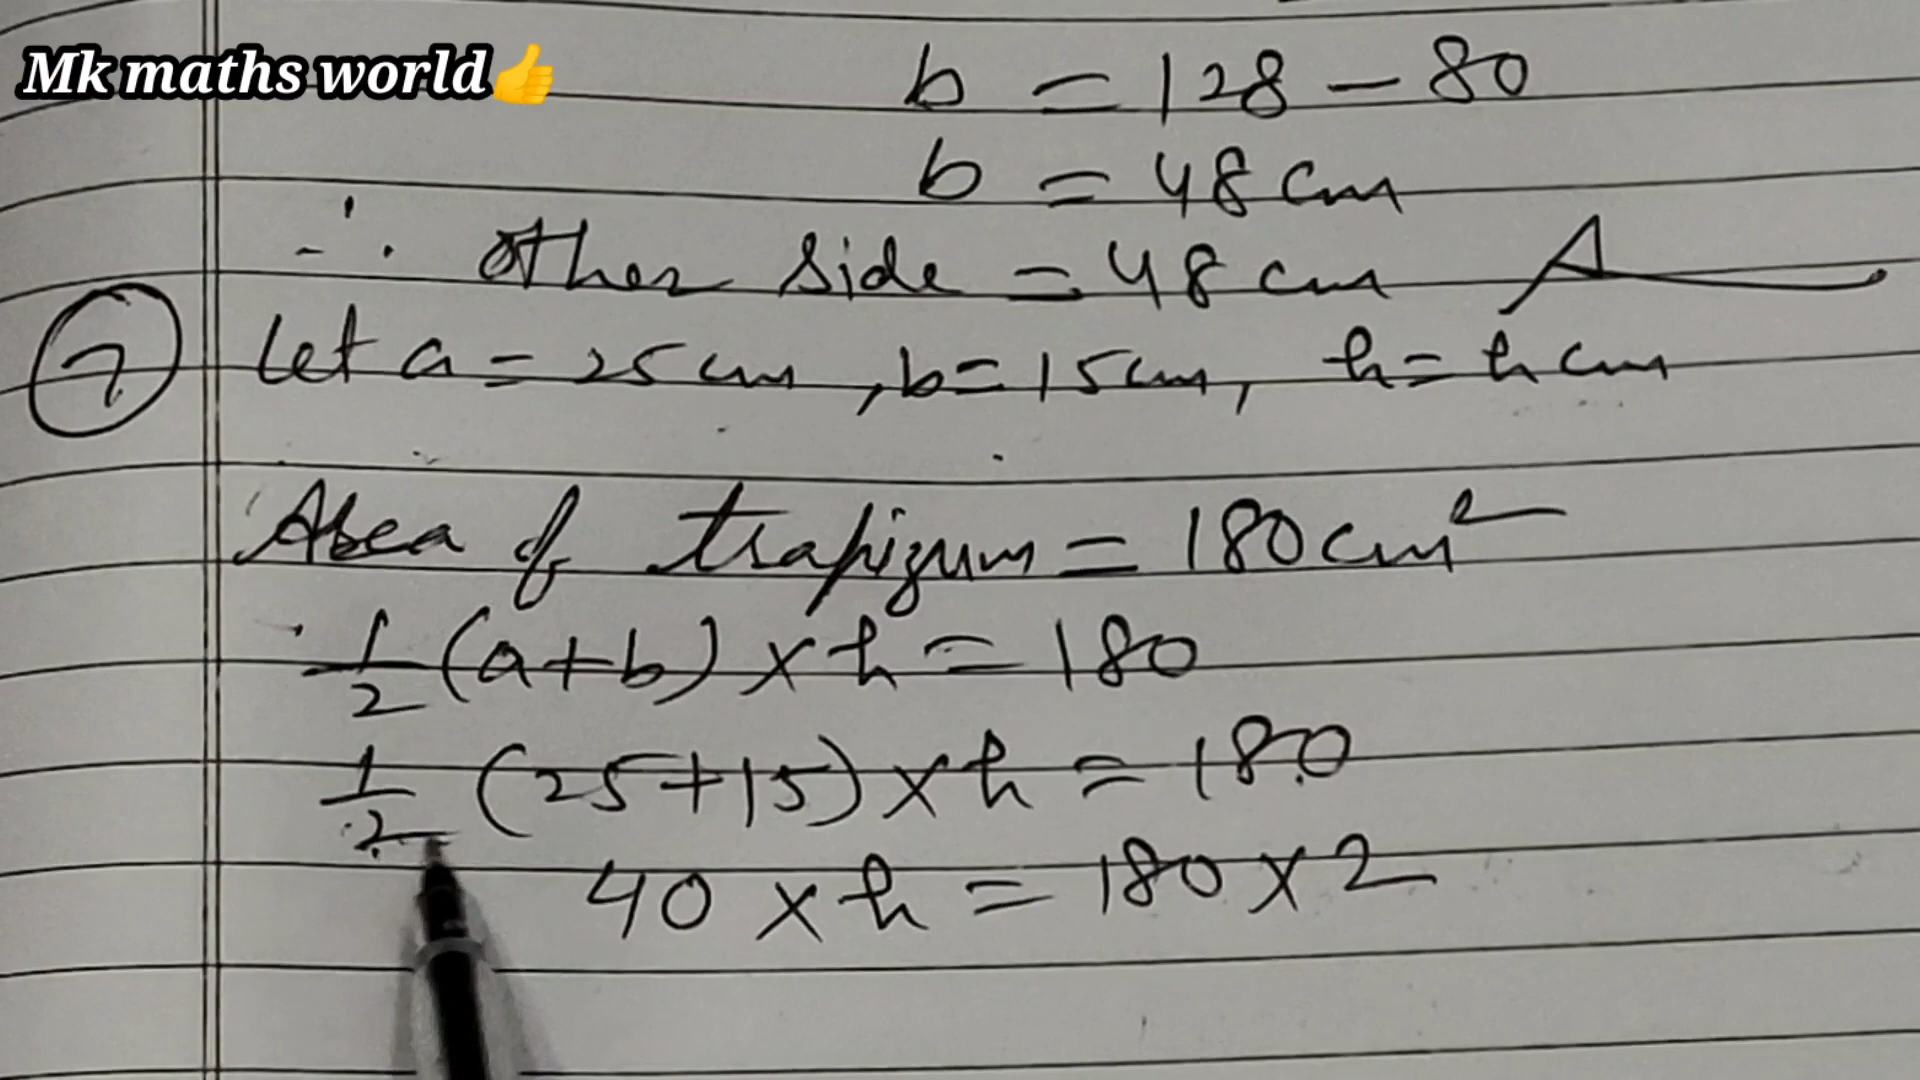 Mk maths world👍
b = 128 - 80
b = 48 cm
∴ Other side = 48 cm A
7 Let a = 25 cm, b = 15 cm, h = h cm
Area of trapizum = 180 cm²
1/2 (a+b) × h = 180
1/2 (25+15) × h = 180
40 × h = 180 × 2